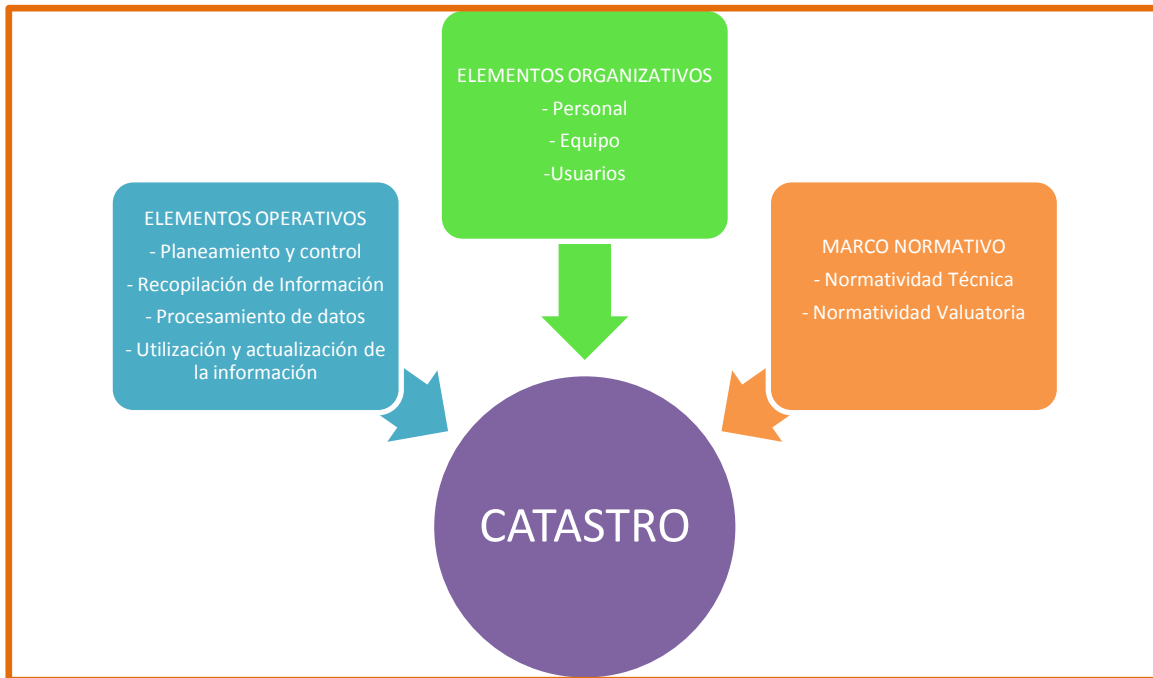 ELEMENTOS ORGANIZATIVOS
- Personal
- Equipo
-Usuarios
ELEMENTOS OPERATIVOS
- Planeamiento y control
- Recopilación de Información
- Procesamiento de datos
- Utilización y actualización de
la información
MARCO NORMATIVO
- Normatividad Técnica
- Normatividad Valuatoria
CATASTRO